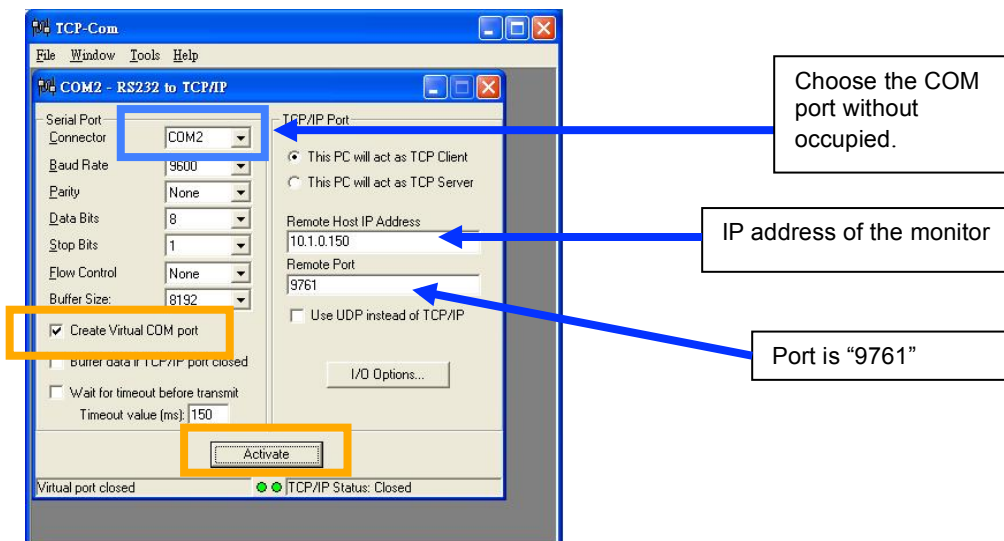 TCP-Com
File Window Tools Help
COM2 - RS232 to TCP/IP
Serial Port
Connector COM2
Baud Rate 9600
Parity None
Data Bits 8
Stop Bits 1
Flow Control None
Buffer Size: 8192
Create Virtual COM port
Buffer data if TCP/IP port closed
Wait for timeout before transmit
Timeout value (ms): 150
TCP/IP Port
This PC will act as TCP Client
This PC will act as TCP Server
Remote Host IP Address
10.1.0.150
Remote Port
9761
Use UDP instead of TCP/IP
I/O Options...
Activate
Virtual port closed
TCP/IP Status: Closed
Choose the COM
port without
occupied.
IP address of the monitor
Port is “9761”